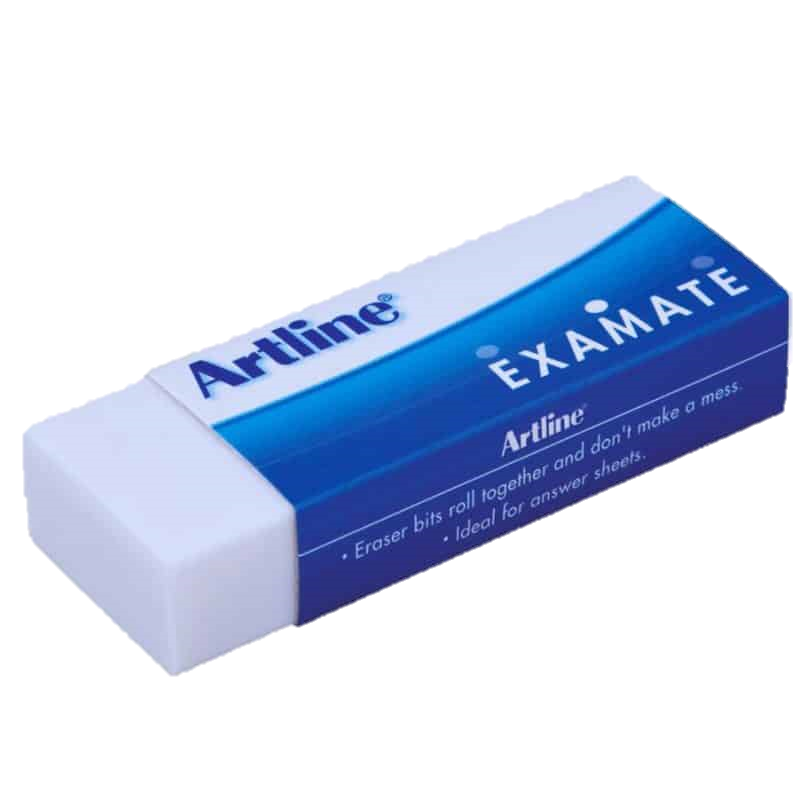 Artline®
EXAMATE
Artline®
• Eraser bits roll together and don't make a mess.
• Ideal for answer sheets.